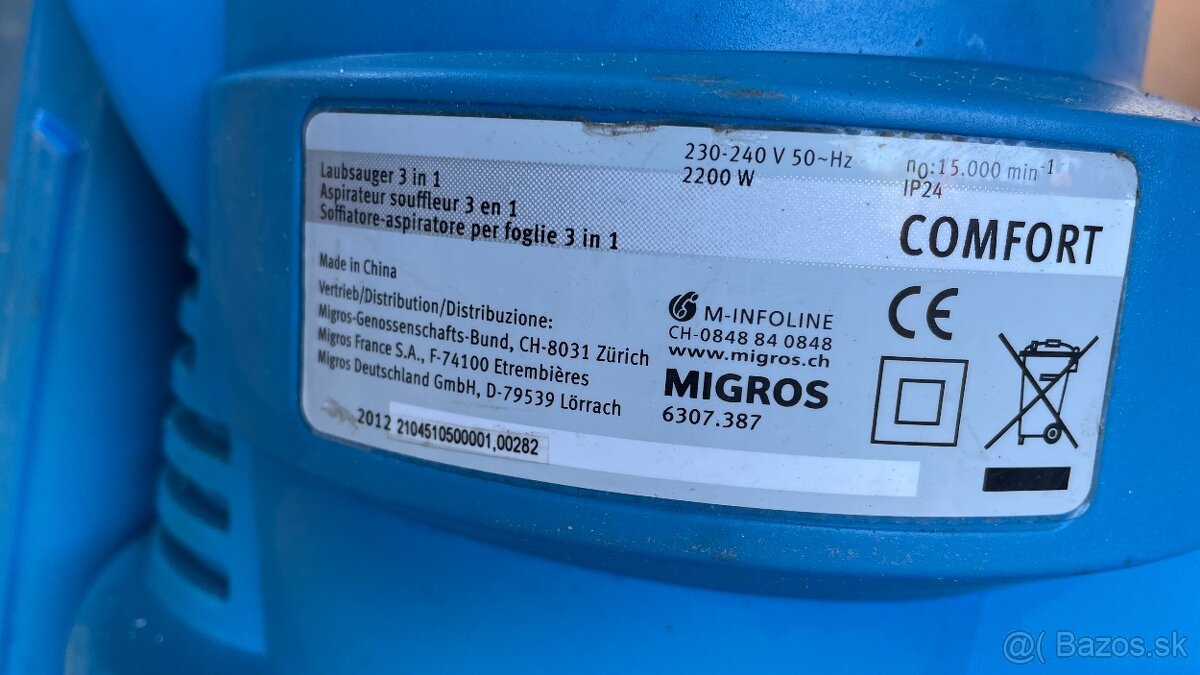 Laubsauger 3 in 1
Aspirateur souffleur 3 en 1
Soffiatore-aspiratore per foglie 3 in 1
230-240 V 50~Hz
2200 W
n0:15.000 min-1
IP24
COMFORT
Made in China
Vertrieb/Distribution/Distribuzione:
Migros-Genossenschafts-Bund, CH-8031 Zürich
Migros France S.A., F-74100 Etrembières
Migros Deutschland GmbH, D-79539 Lörrach
2012 2104510500001,00282
M-INFOLINE
CH-0848 84 0848
www.migros.ch
MIGROS
6307.387
CE
@( Bazos.sk